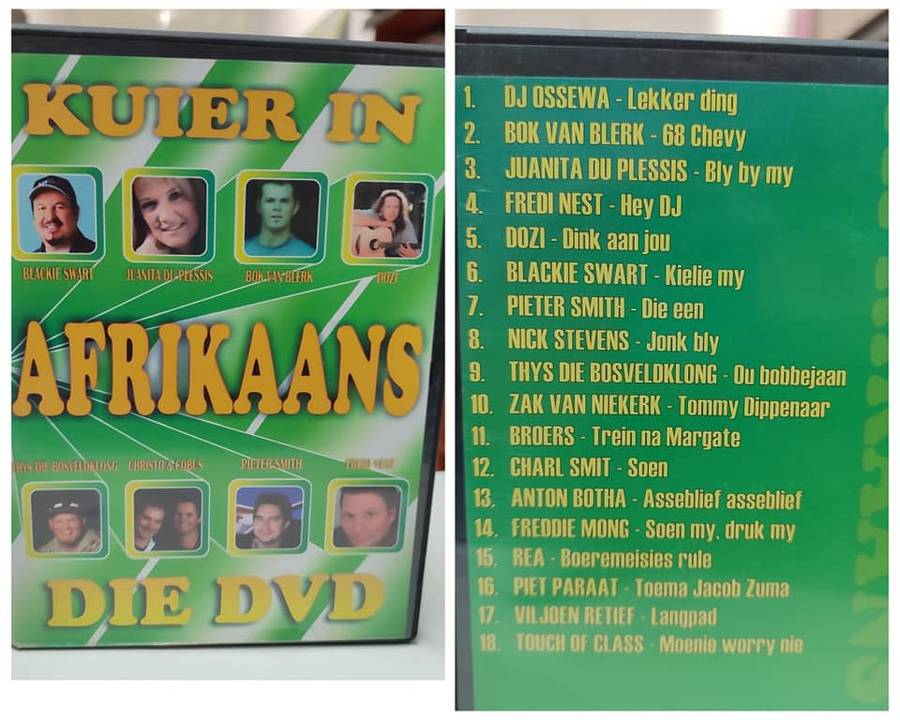 KUIER IN
BLACKIE SWART JUANITA DU PLESSIS BOK VAN BLERK DOZI
AFRIKAANS
THYS DIE BOSVELDKLONG CHRISTO & COBUS PIETER SMITH FREDI NEST
DIE DVD
1. DJ OSSEWA - Lekker ding
2. BOK VAN BLERK - 68 Chevy
3. JUANITA DU PLESSIS - Bly by my
4. FREDI NEST - Hey DJ
5. DOZI - Dink aan jou
6. BLACKIE SWART - Kielie my
7. PIETER SMITH - Die een
8. NICK STEVENS - Jonk bly
9. THYS DIE BOSVELDKLONG - Ou bobbejaan
10. ZAK VAN NIEKERK - Tommy Dippenaar
11. BROERS - Trein na Margate
12. CHARL SMIT - Soen
13. ANTON BOTHA - Asseblief asseblief
14. FREDDIE MONG - Soen my, druk my
15. REA - Boeremeisies rule
16. PIET PARAAT - Toema Jacob Zuma
17. VILJOEN RETIEF - Langpad
18. TOUCH OF CLASS - Moenie worry nie